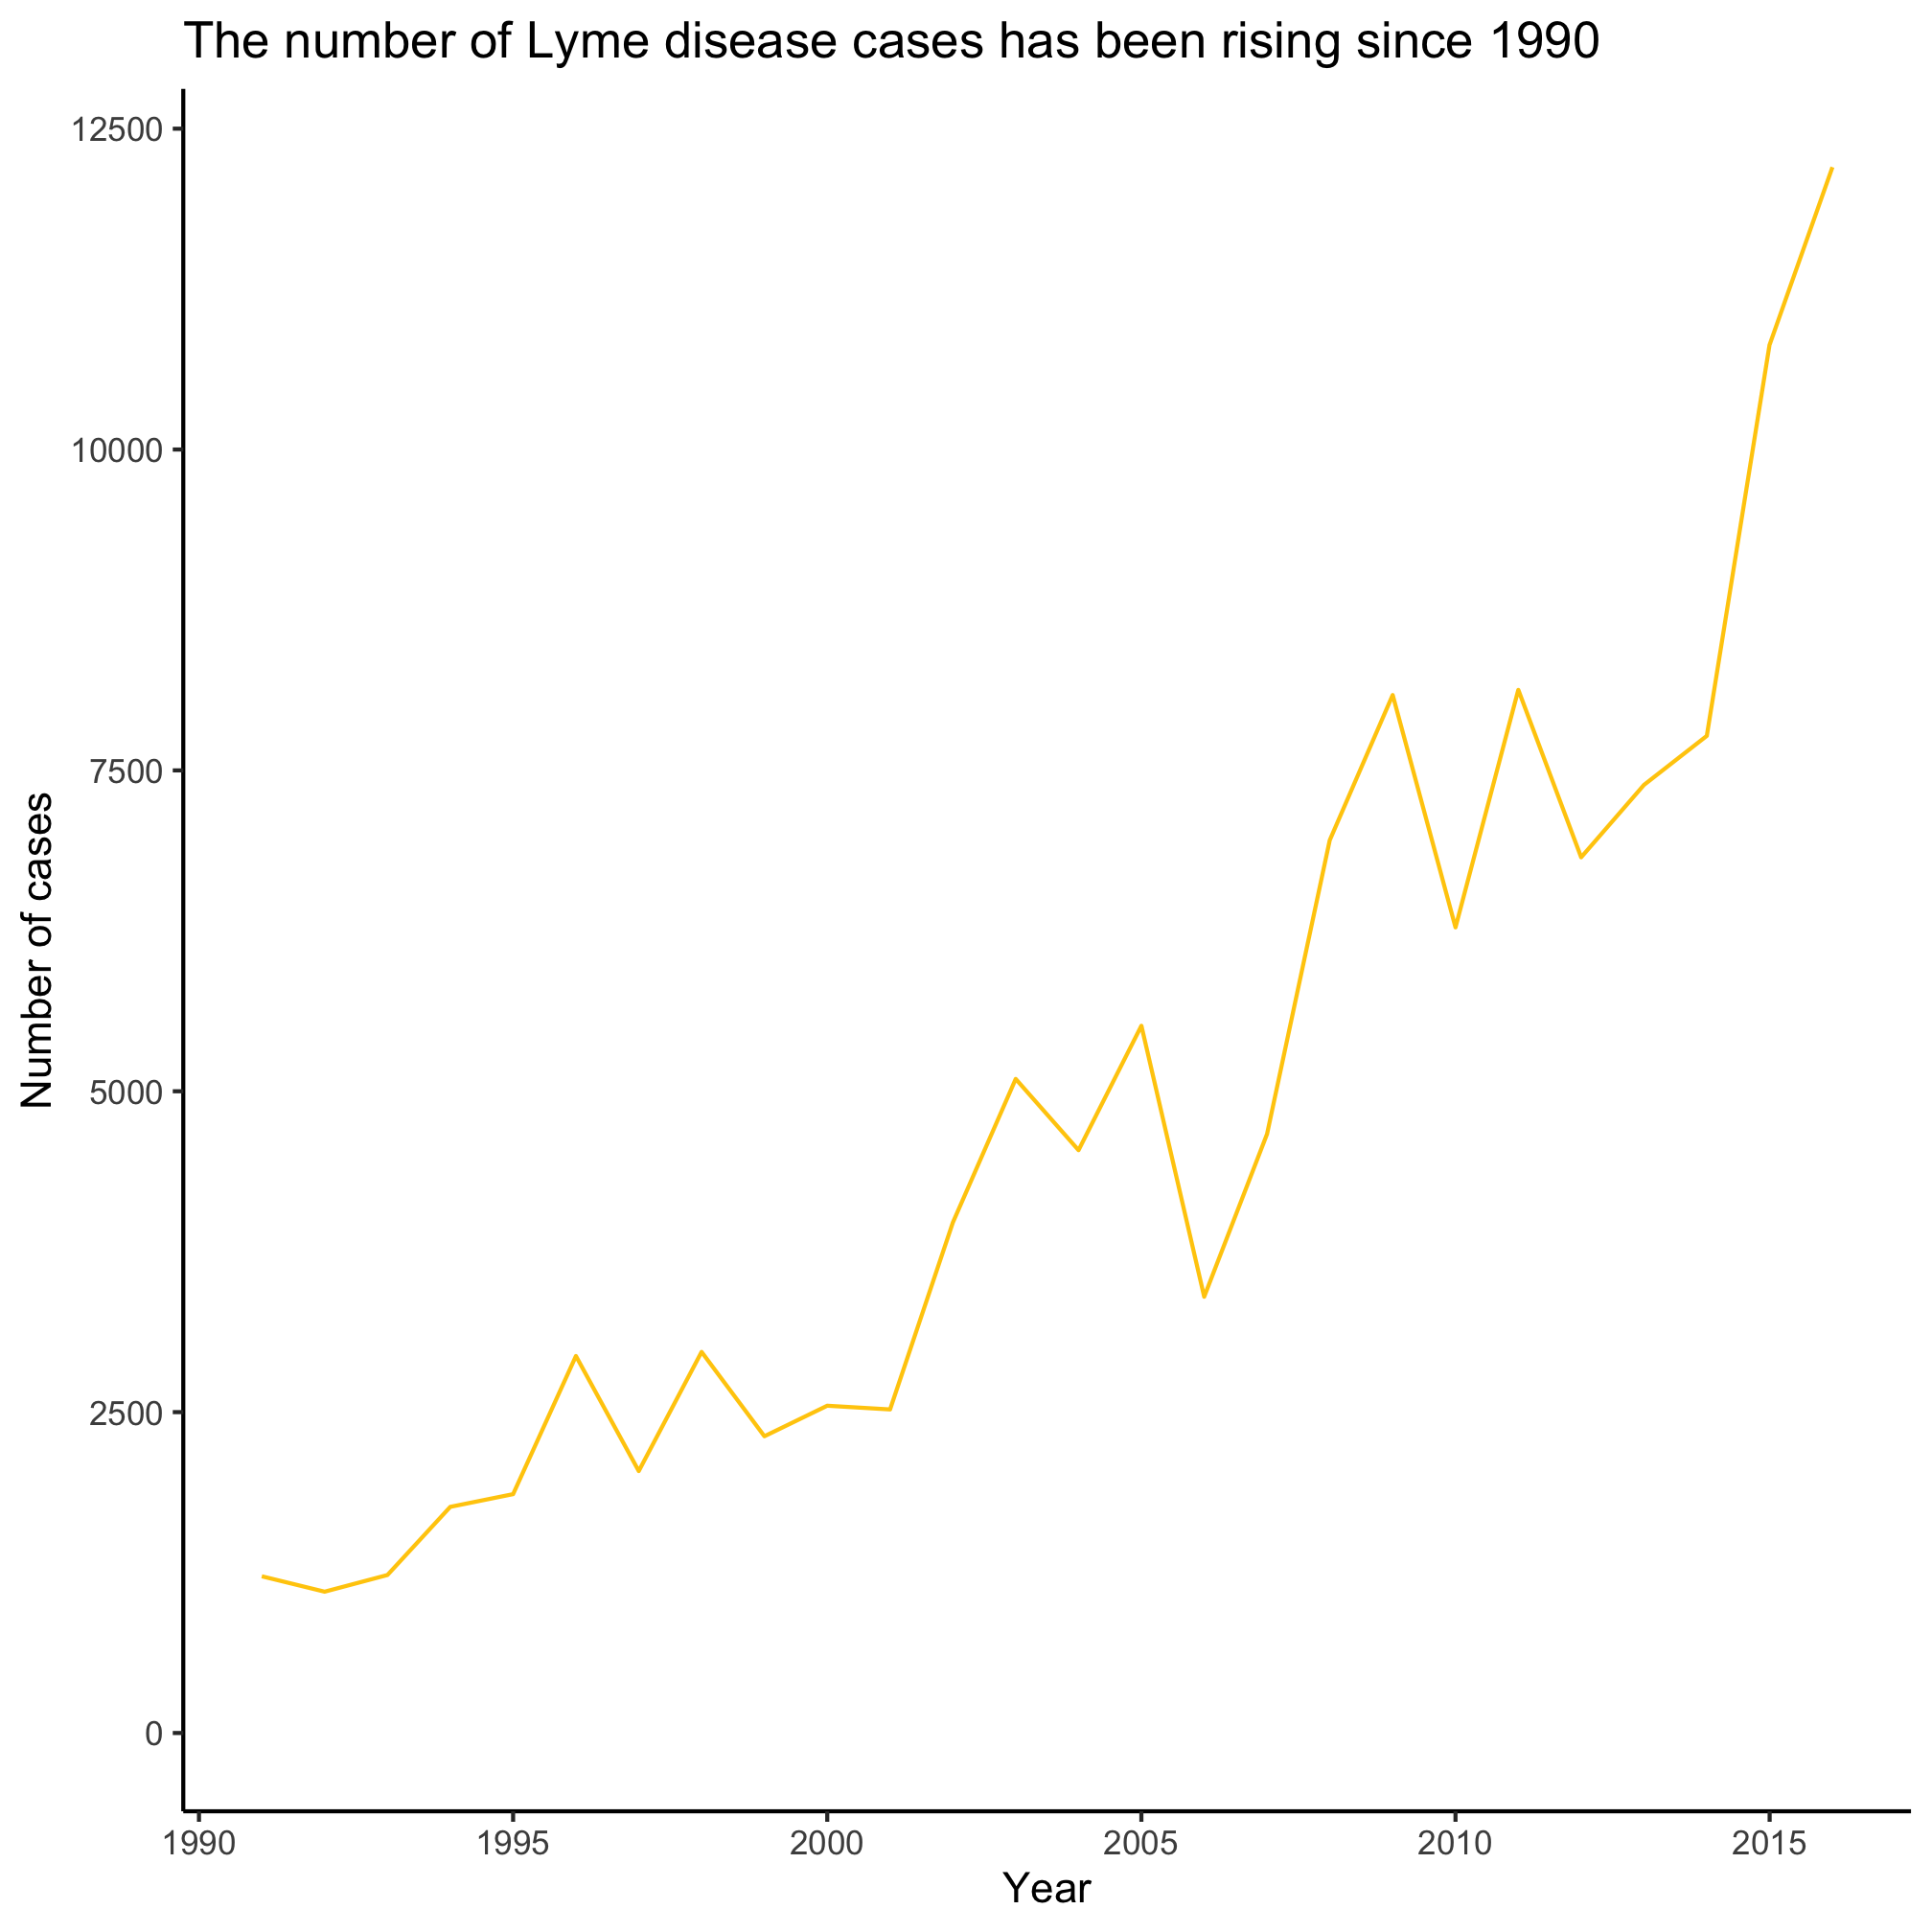 The number of Lyme disease cases has been rising since 1990
12500
10000
7500
5000
2500
0
Number of cases
1990 1995 2000 2005 2010 2015
Year